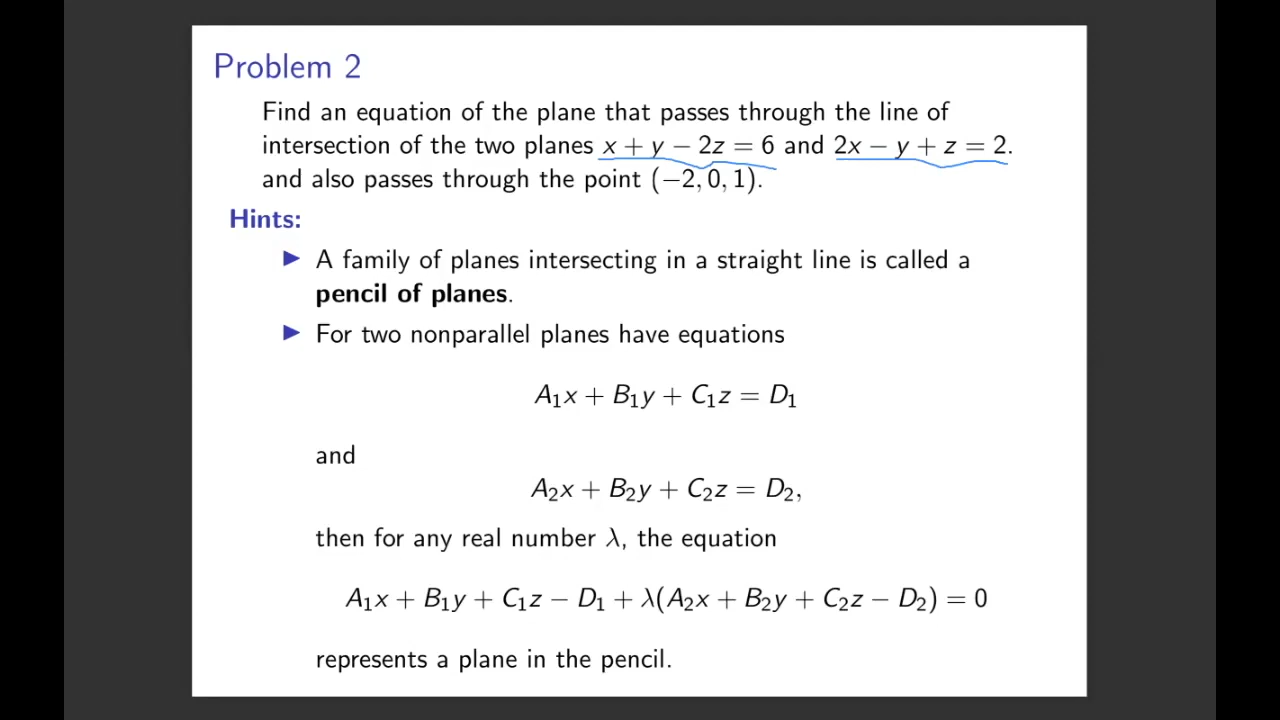 Problem 2
Find an equation of the plane that passes through the line of
intersection of the two planes x + y − 2z = 6 and 2x − y + z = 2.
and also passes through the point (−2, 0, 1).
Hints:
▶ A family of planes intersecting in a straight line is called a
pencil of planes.
▶ For two nonparallel planes have equations
A₁x + B₁y + C₁z = D₁
and
A₂x + B₂y + C₂z = D₂,
then for any real number λ, the equation
A₁x + B₁y + C₁z − D₁ + λ(A₂x + B₂y + C₂z − D₂) = 0
represents a plane in the pencil.